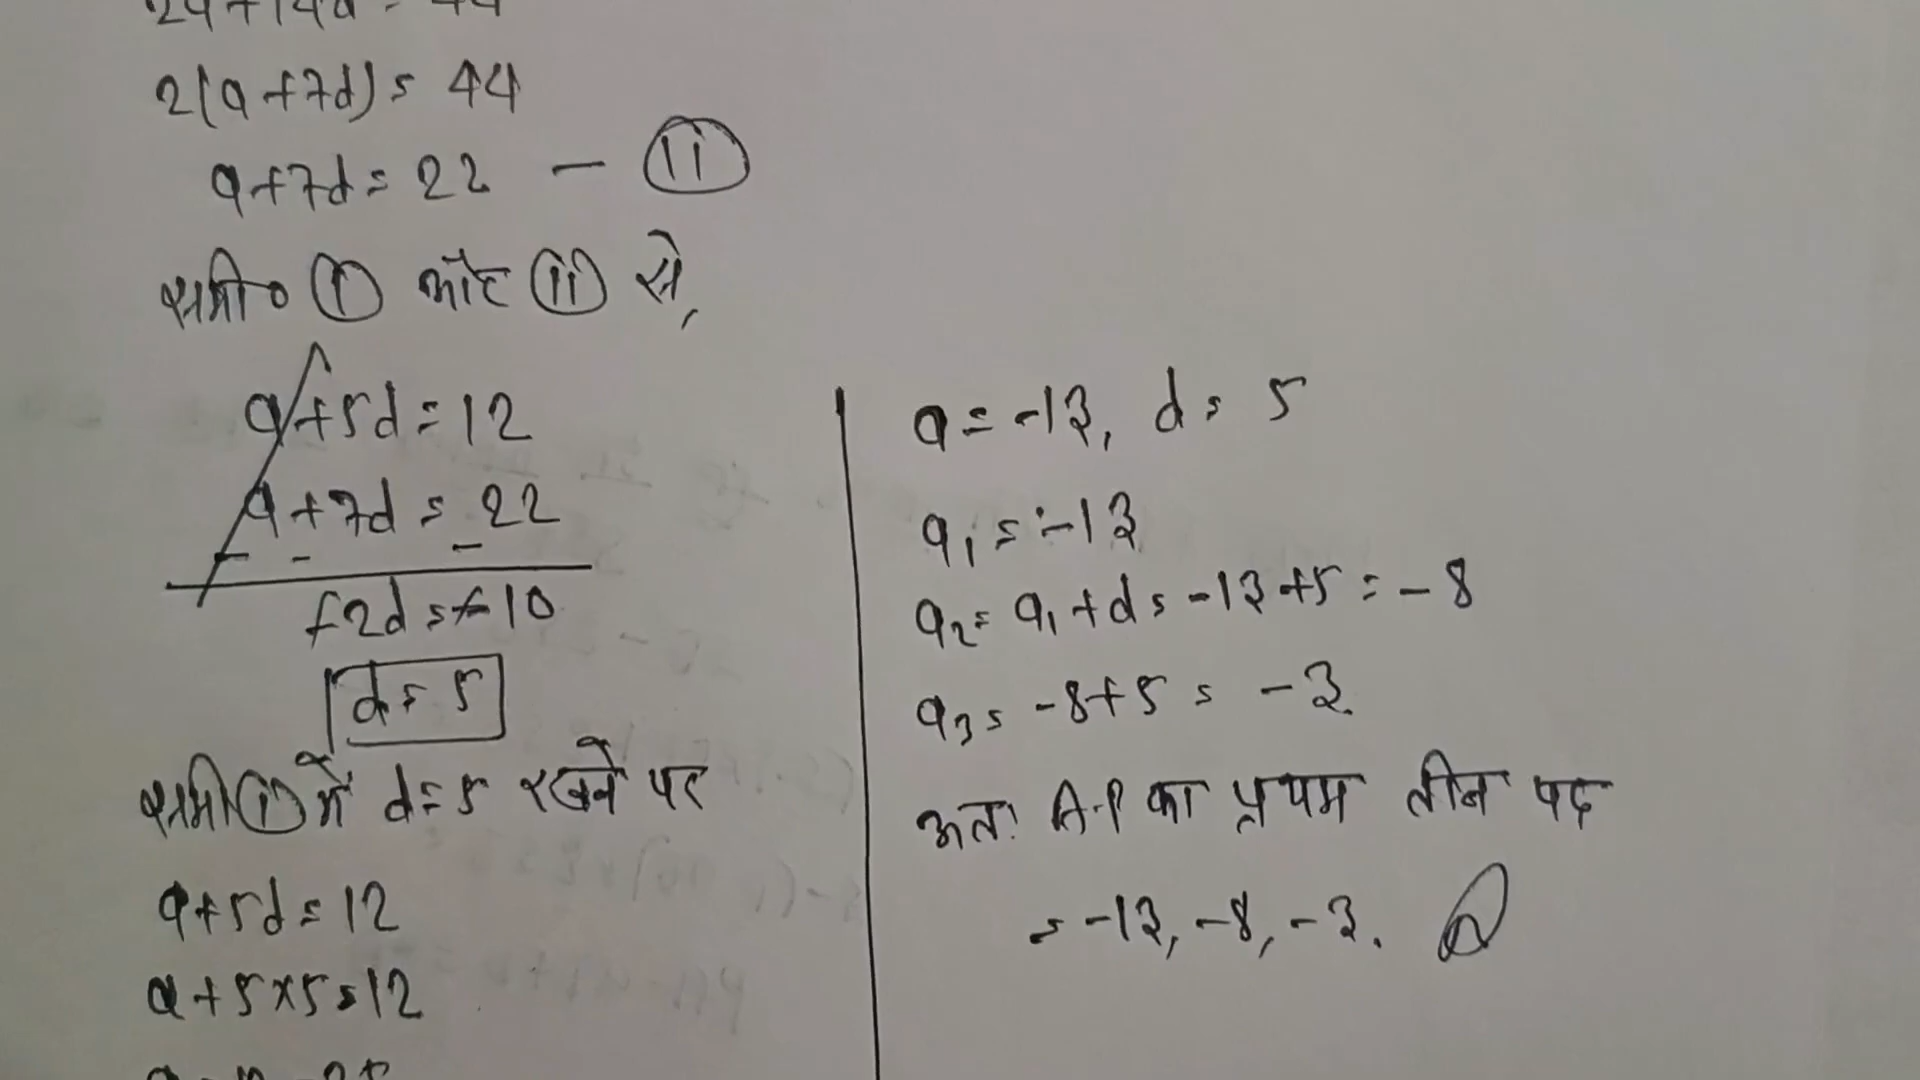 2(a+7d) = 44
a+7d = 22 — (ii)
समी० (i) और (ii) से,
a+5d = 12
a+7d = 22
- - -
-2d = -10
d = 5
समी (i) में d = 5 रखने पर
a+5d = 12
a+5×5 = 12
a = -13, d = 5
a₁ = -13
a₂ = a₁+d = -13+5 = -8
a₃ = -8+5 = -3
अतः A.P का प्रथम तीन पद
= -13, -8, -3.